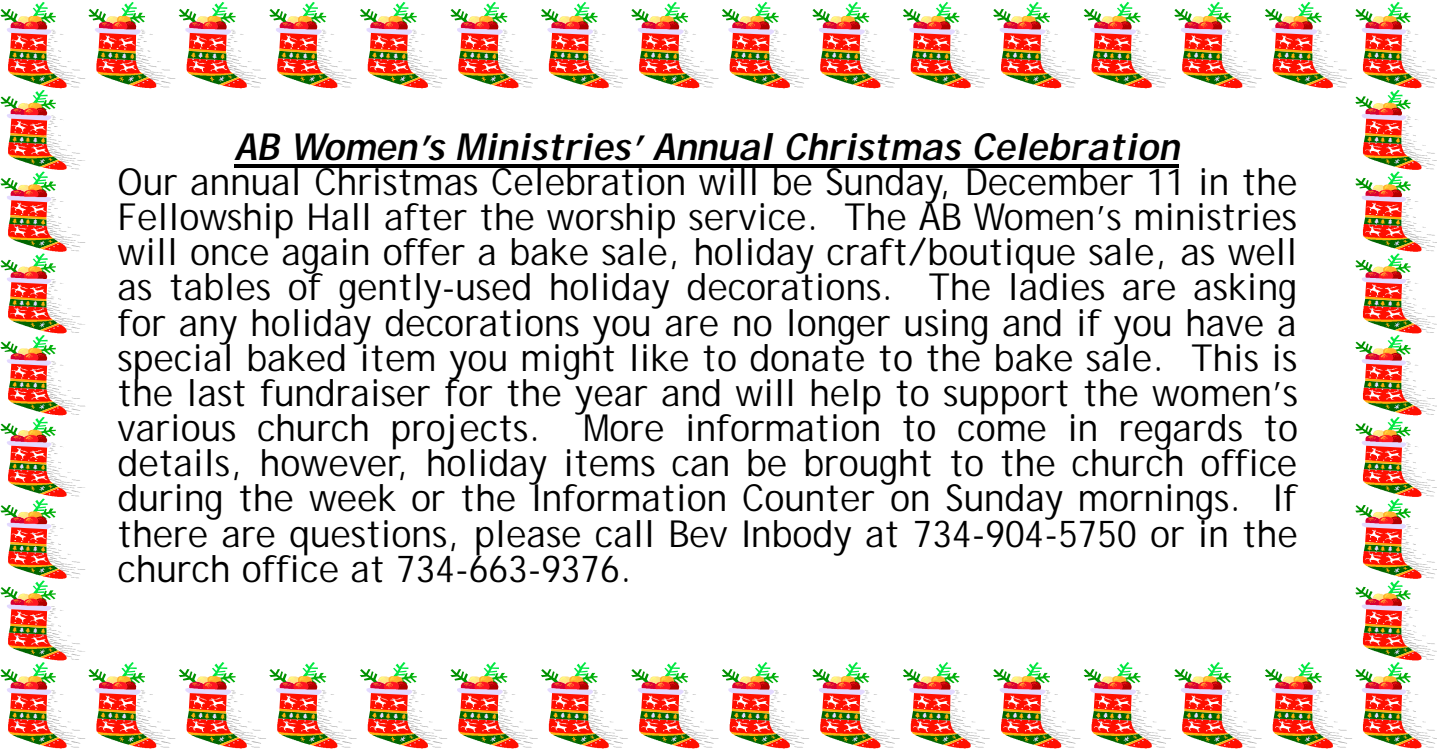 AB Women’s Ministries’ Annual Christmas Celebration
Our annual Christmas Celebration will be Sunday, December 11 in the
Fellowship Hall after the worship service.  The AB Women’s ministries
will once again offer a bake sale, holiday craft/boutique sale, as well
as tables of gently-used holiday decorations.  The ladies are asking
for any holiday decorations you are no longer using and if you have a
special baked item you might like to donate to the bake sale.  This is
the last fundraiser for the year and will help to support the women’s
various church projects.  More information to come in regards to
details, however, holiday items can be brought to the church office
during the week or the Information Counter on Sunday mornings.  If
there are questions, please call Bev Inbody at 734-904-5750 or in the
church office at 734-663-9376.